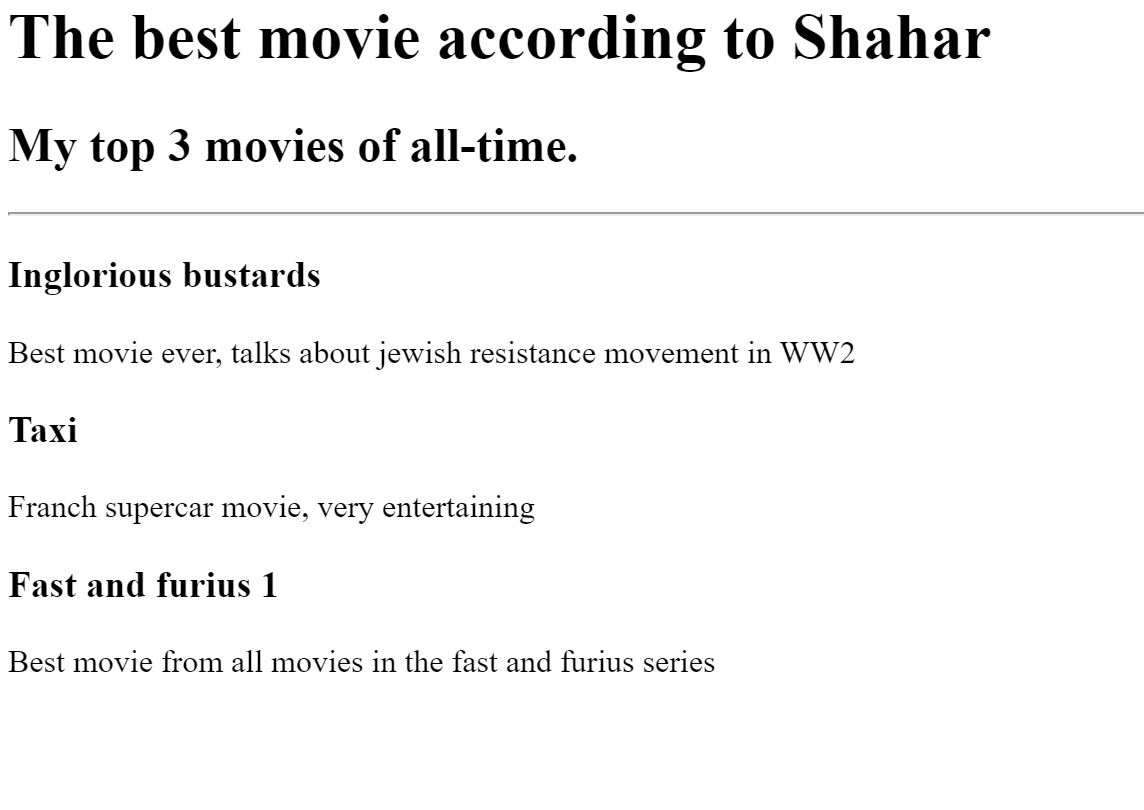 The best movie according to Shahar
My top 3 movies of all-time.
Inglorious bustards
Best movie ever, talks about jewish resistance movement in WW2
Taxi
Franch supercar movie, very entertaining
Fast and furius 1
Best movie from all movies in the fast and furius series